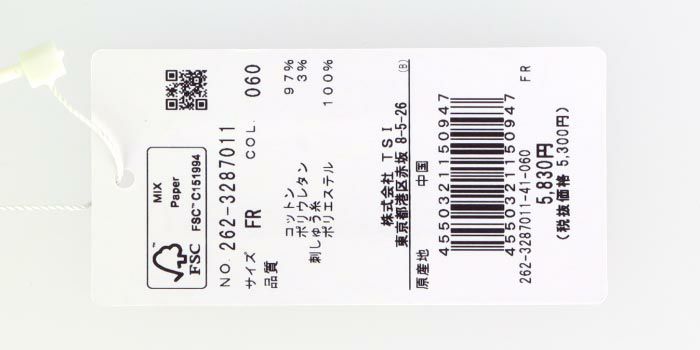 MIX
Paper
FSC™ C151994
FSC
NO. 262-3287011
サイズ FR COL. 060
品質
コットン 97%
ポリウレタン 3%
刺しゅう糸
ポリエステル 100%
株式会社 TSI
東京都港区赤坂 8-5-26 (B)
原産地 中国
4550321150947
4550321150947
262-3287011-41-060
FR
5,830円
(税抜価格 5,300円)